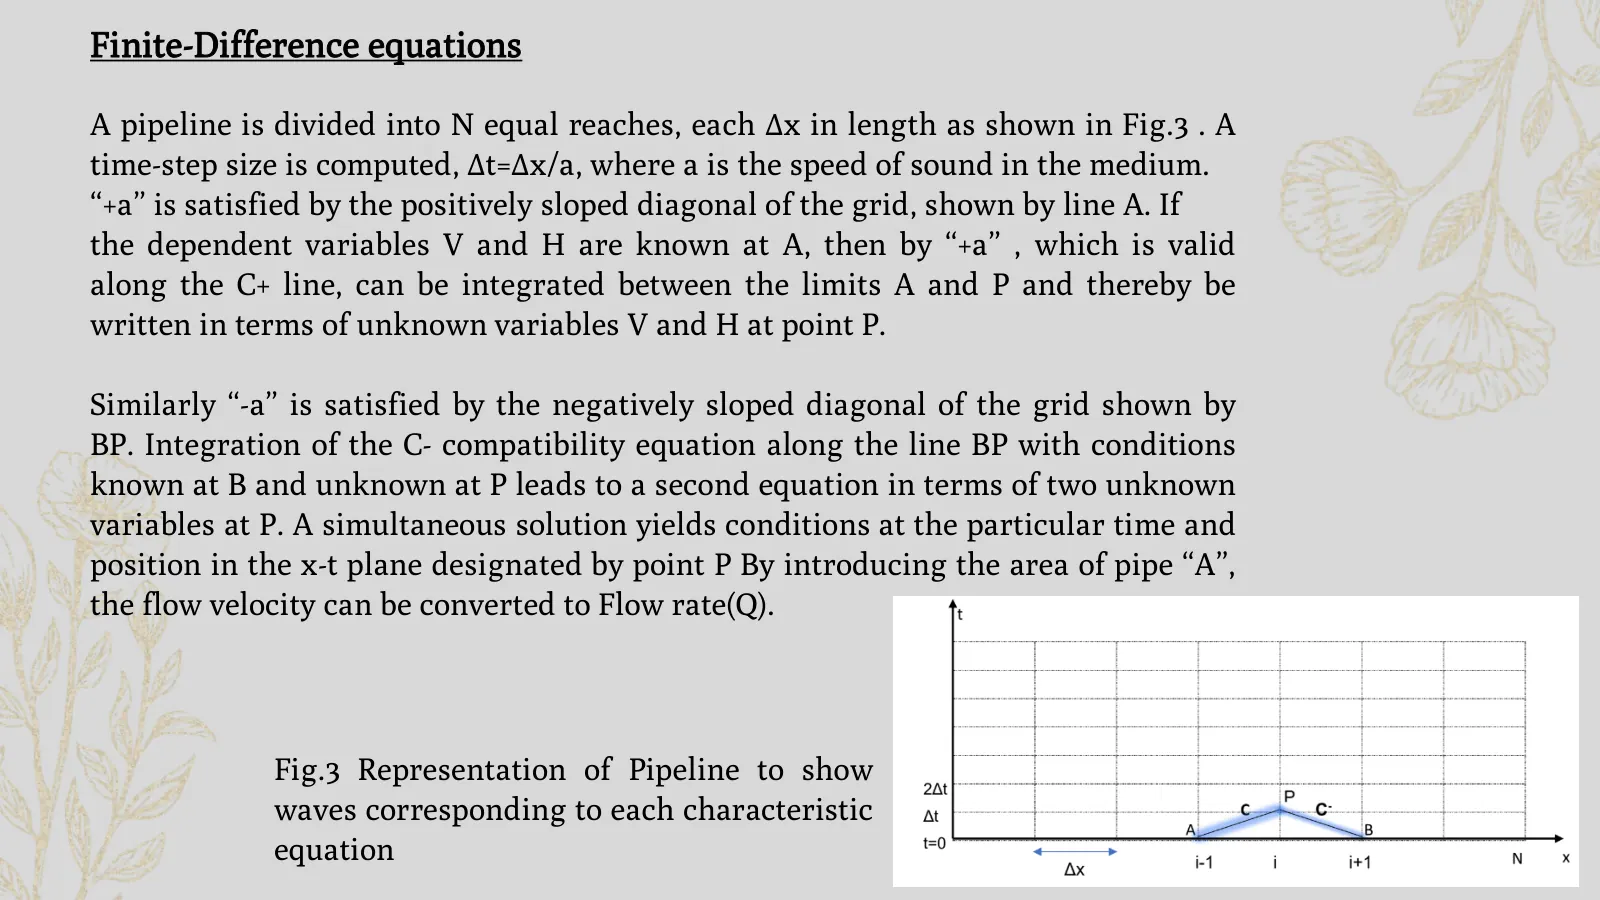 Finite-Difference equations
A pipeline is divided into N equal reaches, each Δx in length as shown in Fig.3 . A
time-step size is computed, Δt=Δx/a, where a is the speed of sound in the medium.
“+a” is satisfied by the positively sloped diagonal of the grid, shown by line A. If
the dependent variables V and H are known at A, then by “+a” , which is valid
along the C+ line, can be integrated between the limits A and P and thereby be
written in terms of unknown variables V and H at point P.
Similarly “-a” is satisfied by the negatively sloped diagonal of the grid shown by
BP. Integration of the C- compatibility equation along the line BP with conditions
known at B and unknown at P leads to a second equation in terms of two unknown
variables at P. A simultaneous solution yields conditions at the particular time and
position in the x-t plane designated by point P By introducing the area of pipe “A”,
the flow velocity can be converted to Flow rate(Q).
Fig.3 Representation of Pipeline to show
waves corresponding to each characteristic
equation
t
2Δt
P
C
C-
Δt
A
B
t=0
i-1
i
i+1
N
x
Δx